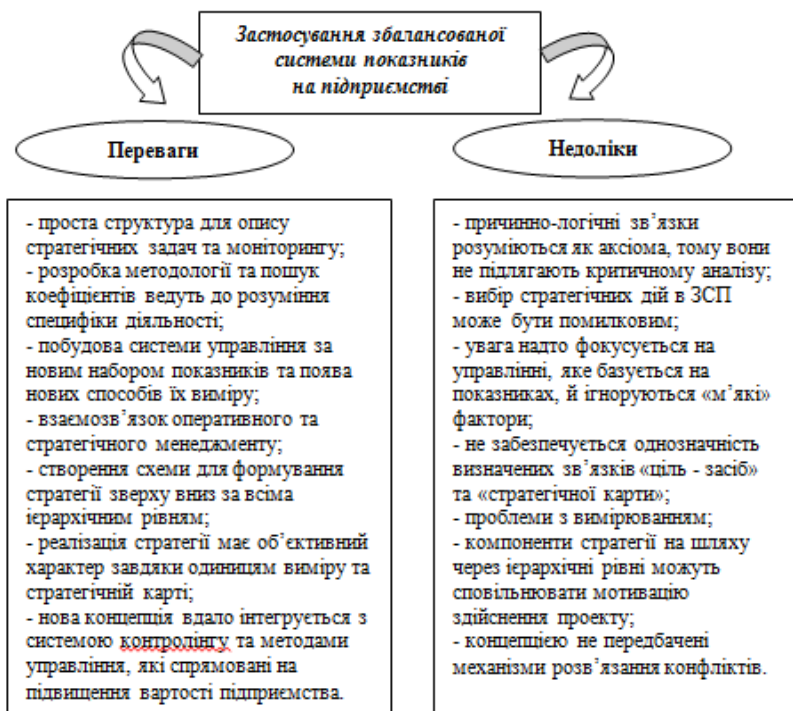 Застосування збалансованої
системи показників
на підприємстві
Переваги
Недоліки
- проста структура для опису
стратегічних задач та моніторингу;
- розробка методології та пошук
коефіцієнтів ведуть до розуміння
специфіки діяльності;
- побудова системи управління за
новим набором показників та поява
нових способів їх виміру;
- взаємозв’язок оперативного та
стратегічного менеджменту;
- створення схеми для формування
стратегії зверху вниз за всіма
ієрархічним рівням;
- реалізація стратегії має об’єктивний
характер завдяки одиницям виміру та
стратегічній карті;
- нова концепція вдало інтегрується з
системою контролінгу та методами
управління, які спрямовані на
підвищення вартості підприємства.
- причинно-логічні зв’язки
розуміються як аксіома, тому вони
не підлягають критичному аналізу;
- вибір стратегічних дій в ЗСП
може бути помилковим;
- увага надто фокусується на
управлінні, яке базується на
показниках, й ігноруються «м’які»
фактори;
- не забезпечується однозначність
визначених зв’язків «ціль - засіб»
та «стратегічної карти»;
- проблеми з вимірюванням;
- компоненти стратегії на шляху
через ієрархічні рівні можуть
сповільнювати мотивацію
здійснення проекту;
- концепцією не передбачені
механізми розв’язання конфліктів.